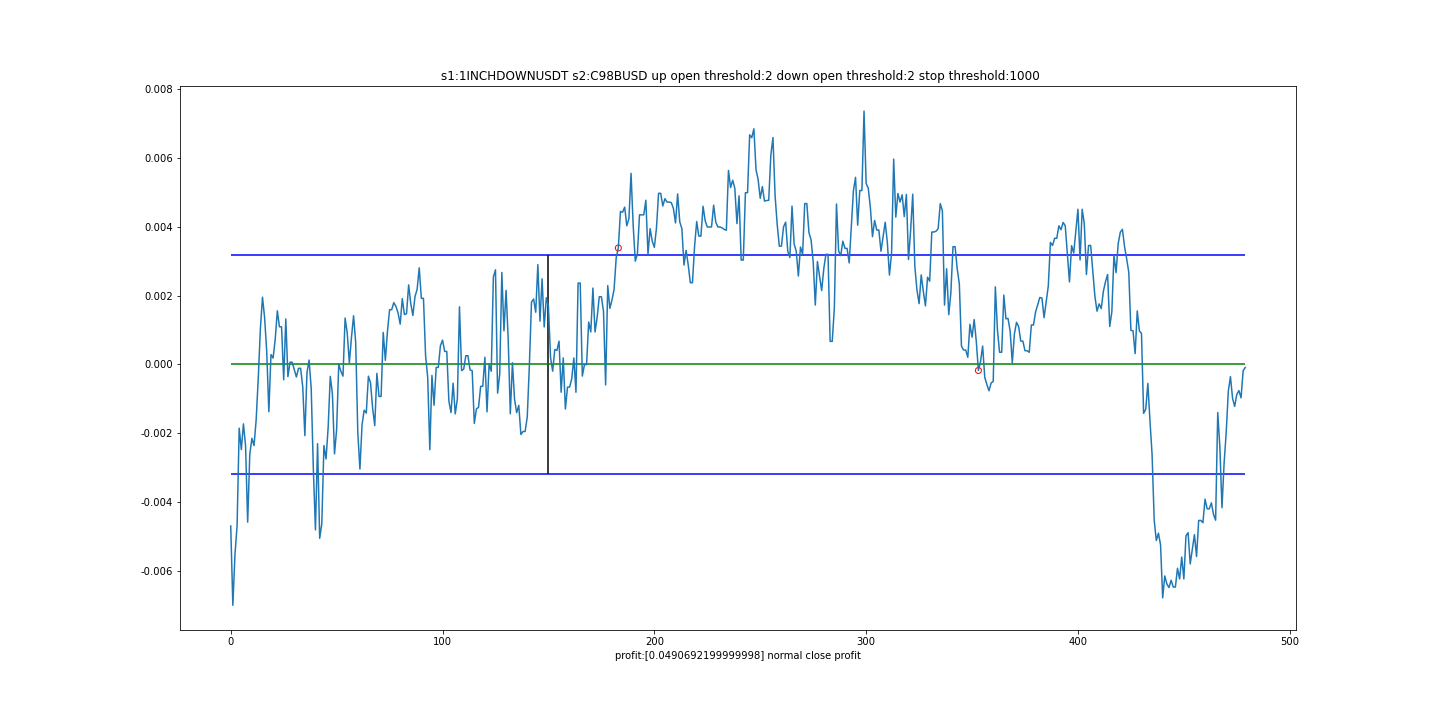 s1:1INCHDOWNUSDT s2:C98BUSD up open threshold:2 down open threshold:2 stop threshold:1000
0.008
0.006
0.004
0.002
0.000
-0.002
-0.004
-0.006
0 100 200 300 400 500
profit:[0.0490692199999998] normal close profit